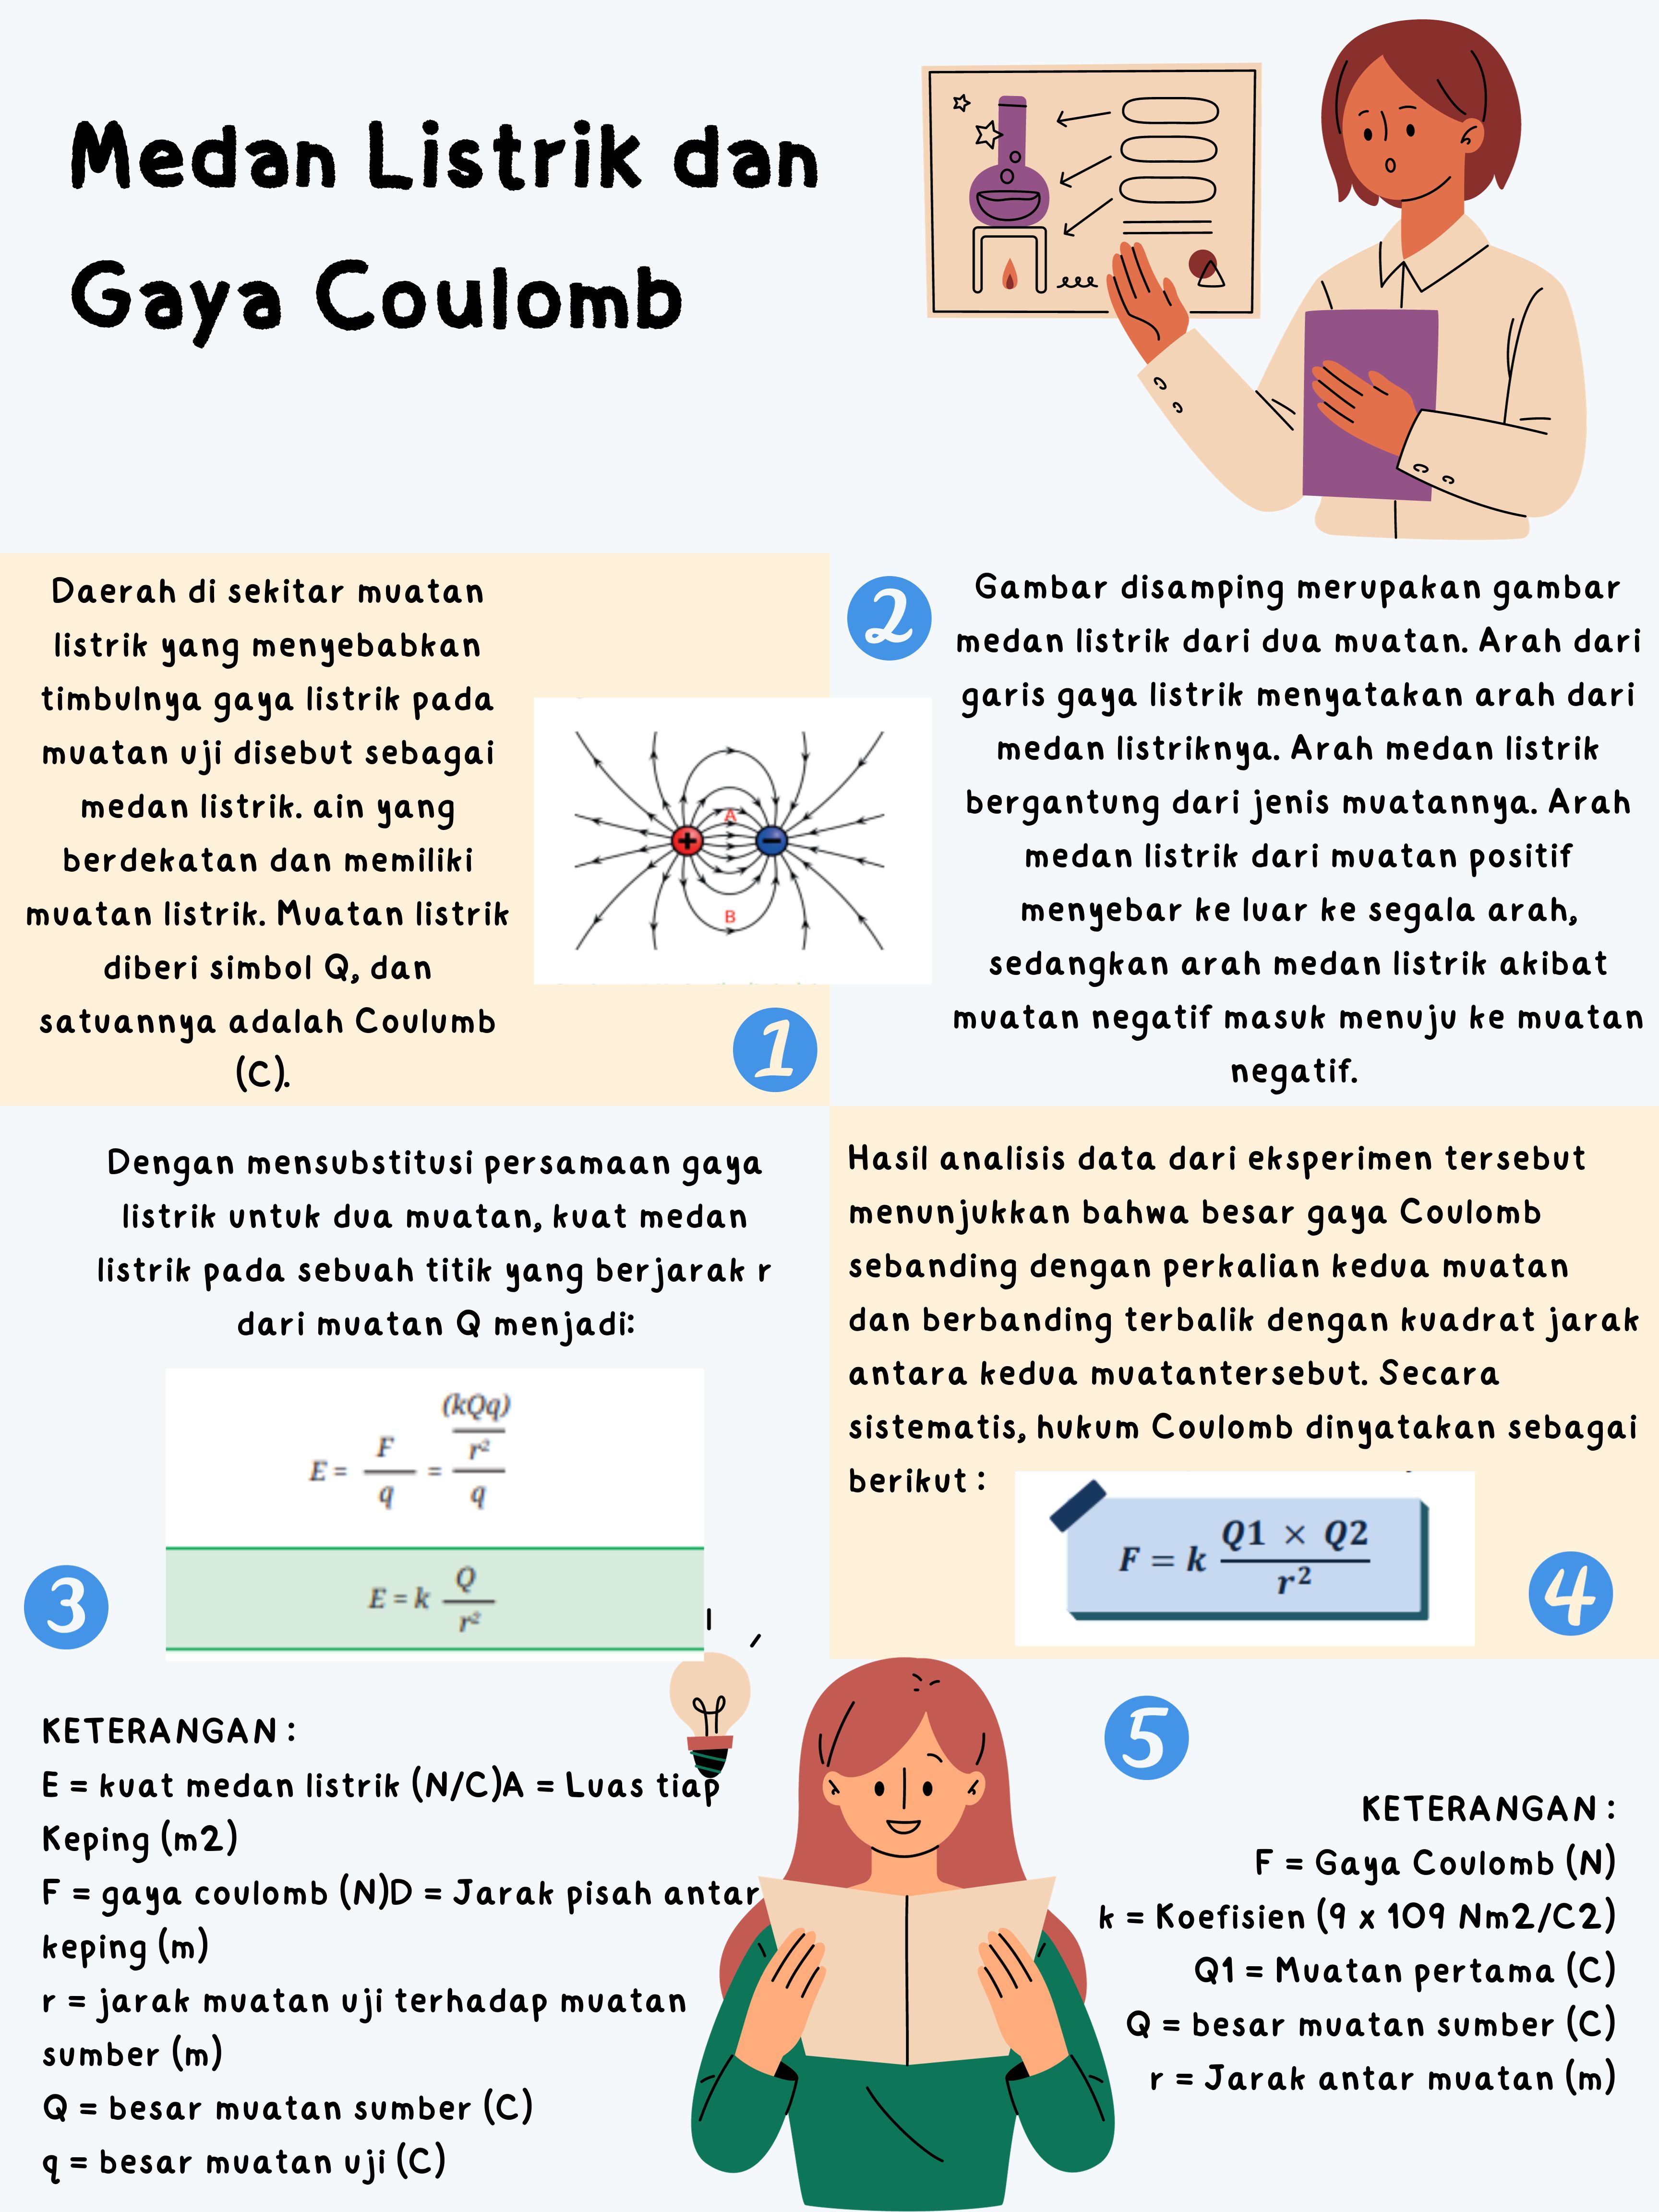 Medan Listrik dan
Gaya Coulomb
Daerah di sekitar muatan
listrik yang menyebabkan
timbulnya gaya listrik pada
muatan uji disebut sebagai
medan listrik. ain yang
berdekatan dan memiliki
muatan listrik. Muatan listrik
diberi simbol Q, dan
satuannya adalah Coulumb
(C).
A
+
−
B
1
2
Gambar disamping merupakan gambar
medan listrik dari dua muatan. Arah dari
garis gaya listrik menyatakan arah dari
medan listriknya. Arah medan listrik
bergantung dari jenis muatannya. Arah
medan listrik dari muatan positif
menyebar ke luar ke segala arah,
sedangkan arah medan listrik akibat
muatan negatif masuk menuju ke muatan
negatif.
Dengan mensubstitusi persamaan gaya
listrik untuk dua muatan, kuat medan
listrik pada sebuah titik yang berjarak r
dari muatan Q menjadi:
E = F/q = ((kQq)/r²)/q
E = k Q/r²
3
Hasil analisis data dari eksperimen tersebut
menunjukkan bahwa besar gaya Coulomb
sebanding dengan perkalian kedua muatan
dan berbanding terbalik dengan kuadrat jarak
antara kedua muatantersebut. Secara
sistematis, hukum Coulomb dinyatakan sebagai
berikut :
F = k (Q1 × Q2)/r²
4
KETERANGAN :
E = kuat medan listrik (N/C)A = Luas tiap
Keping (m2)
F = gaya coulomb (N)D = Jarak pisah antar
keping (m)
r = jarak muatan uji terhadap muatan
sumber (m)
Q = besar muatan sumber (C)
q = besar muatan uji (C)
5
KETERANGAN :
F = Gaya Coulomb (N)
k = Koefisien (9 x 109 Nm2/C2)
Q1 = Muatan pertama (C)
Q = besar muatan sumber (C)
r = Jarak antar muatan (m)